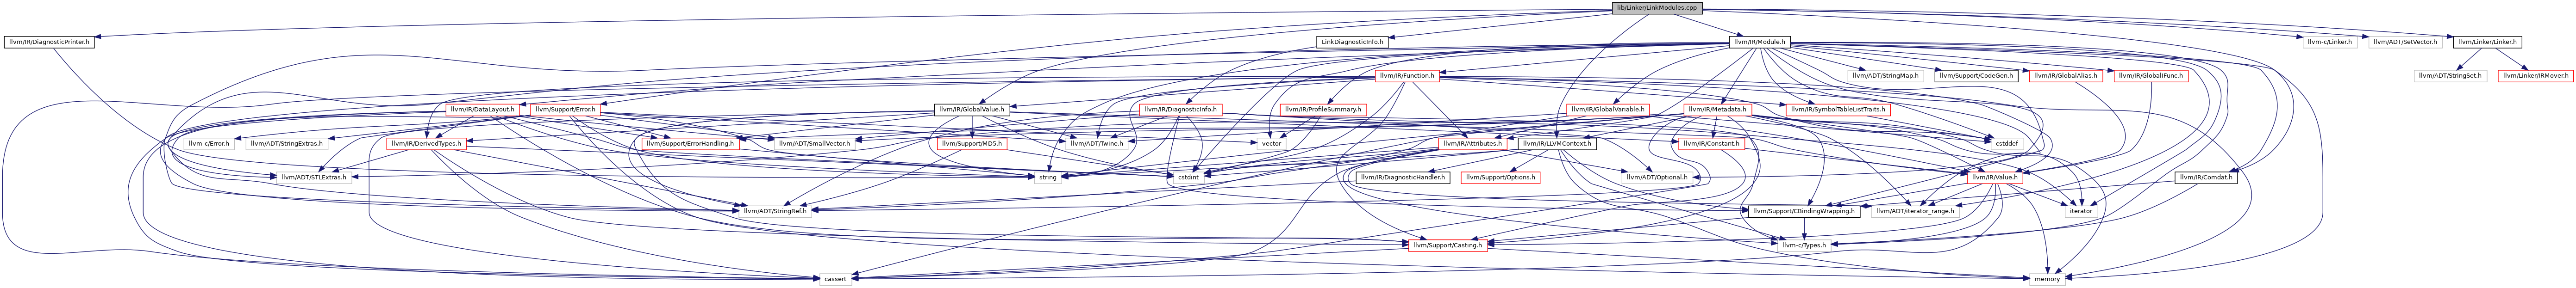 lib/Linker/LinkModules.cpp
llvm/IR/DiagnosticPrinter.h
LinkDiagnosticInfo.h
llvm/IR/Module.h
llvm-c/Linker.h
llvm/ADT/SetVector.h
llvm/Linker/Linker.h
llvm/IR/Function.h
llvm/ADT/StringMap.h
llvm/Support/CodeGen.h
llvm/IR/GlobalAlias.h
llvm/IR/GlobalIFunc.h
llvm/ADT/StringSet.h
llvm/Linker/IRMover.h
llvm/IR/DataLayout.h
llvm/Support/Error.h
llvm/IR/GlobalValue.h
llvm/IR/DiagnosticInfo.h
llvm/IR/ProfileSummary.h
llvm/IR/GlobalVariable.h
llvm/IR/Metadata.h
llvm/IR/SymbolTableListTraits.h
llvm-c/Error.h
llvm/ADT/StringExtras.h
llvm/IR/DerivedTypes.h
llvm/Support/ErrorHandling.h
llvm/ADT/SmallVector.h
llvm/Support/MD5.h
llvm/ADT/Twine.h
vector
llvm/IR/Attributes.h
llvm/IR/LLVMContext.h
llvm/IR/Constant.h
cstddef
llvm/ADT/STLExtras.h
string
cstdint
llvm/IR/DiagnosticHandler.h
llvm/Support/Options.h
llvm/ADT/Optional.h
llvm/IR/Value.h
llvm/IR/Comdat.h
llvm/ADT/StringRef.h
llvm/Support/CBindingWrapping.h
llvm/ADT/iterator_range.h
iterator
llvm/Support/Casting.h
llvm-c/Types.h
cassert
memory